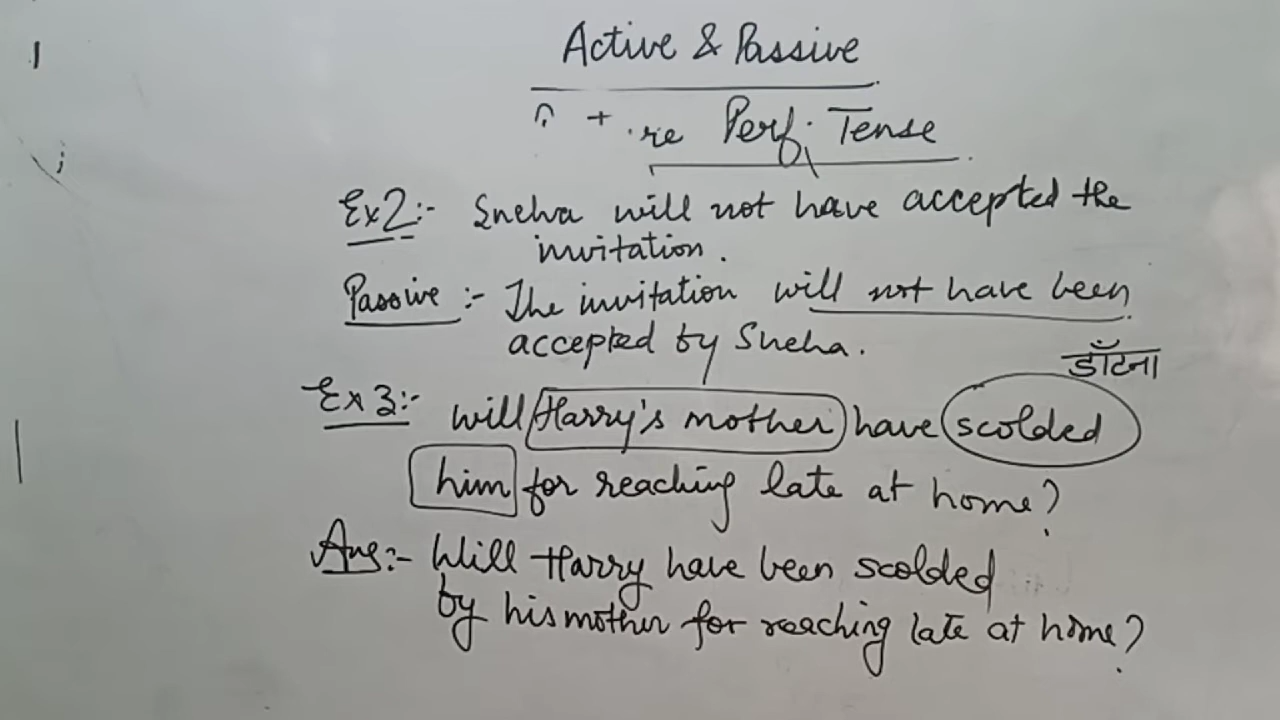 Active & Passive
re Perf. Tense
Ex2:- Sneha will not have accepted the
invitation.
Passive :- The invitation will not have been
accepted by Sneha.
डाँटना
Ex 3:- will Harry's mother have scolded
him for reaching late at home?
Ans:- Will Harry have been scolded
by his mother for reaching late at home?